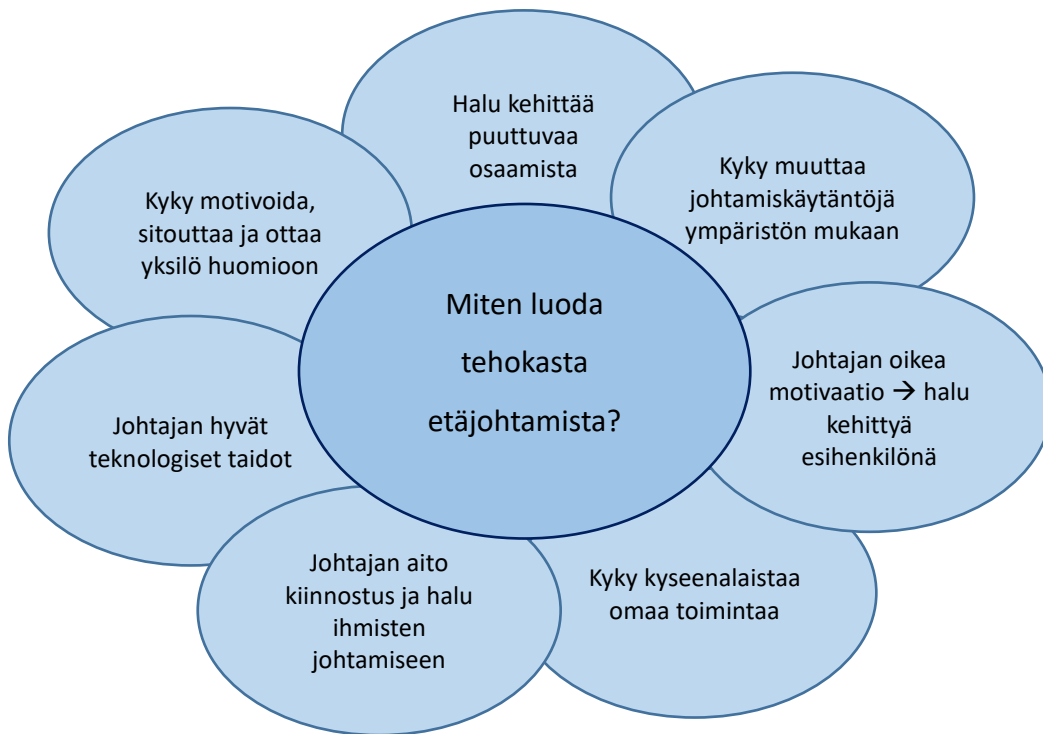 Halu kehittää
puuttuvaa
osaamista
Kyky muuttaa
johtamiskäytäntöjä
ympäristön mukaan
Johtajan oikea
motivaatio → halu
kehittyä
esihenkilönä
Kyky kyseenalaistaa
omaa toimintaa
Johtajan aito
kiinnostus ja halu
ihmisten
johtamiseen
Johtajan hyvät
teknologiset taidot
Kyky motivoida,
sitouttaa ja ottaa
yksilö huomioon
Miten luoda
tehokasta
etäjohtamista?